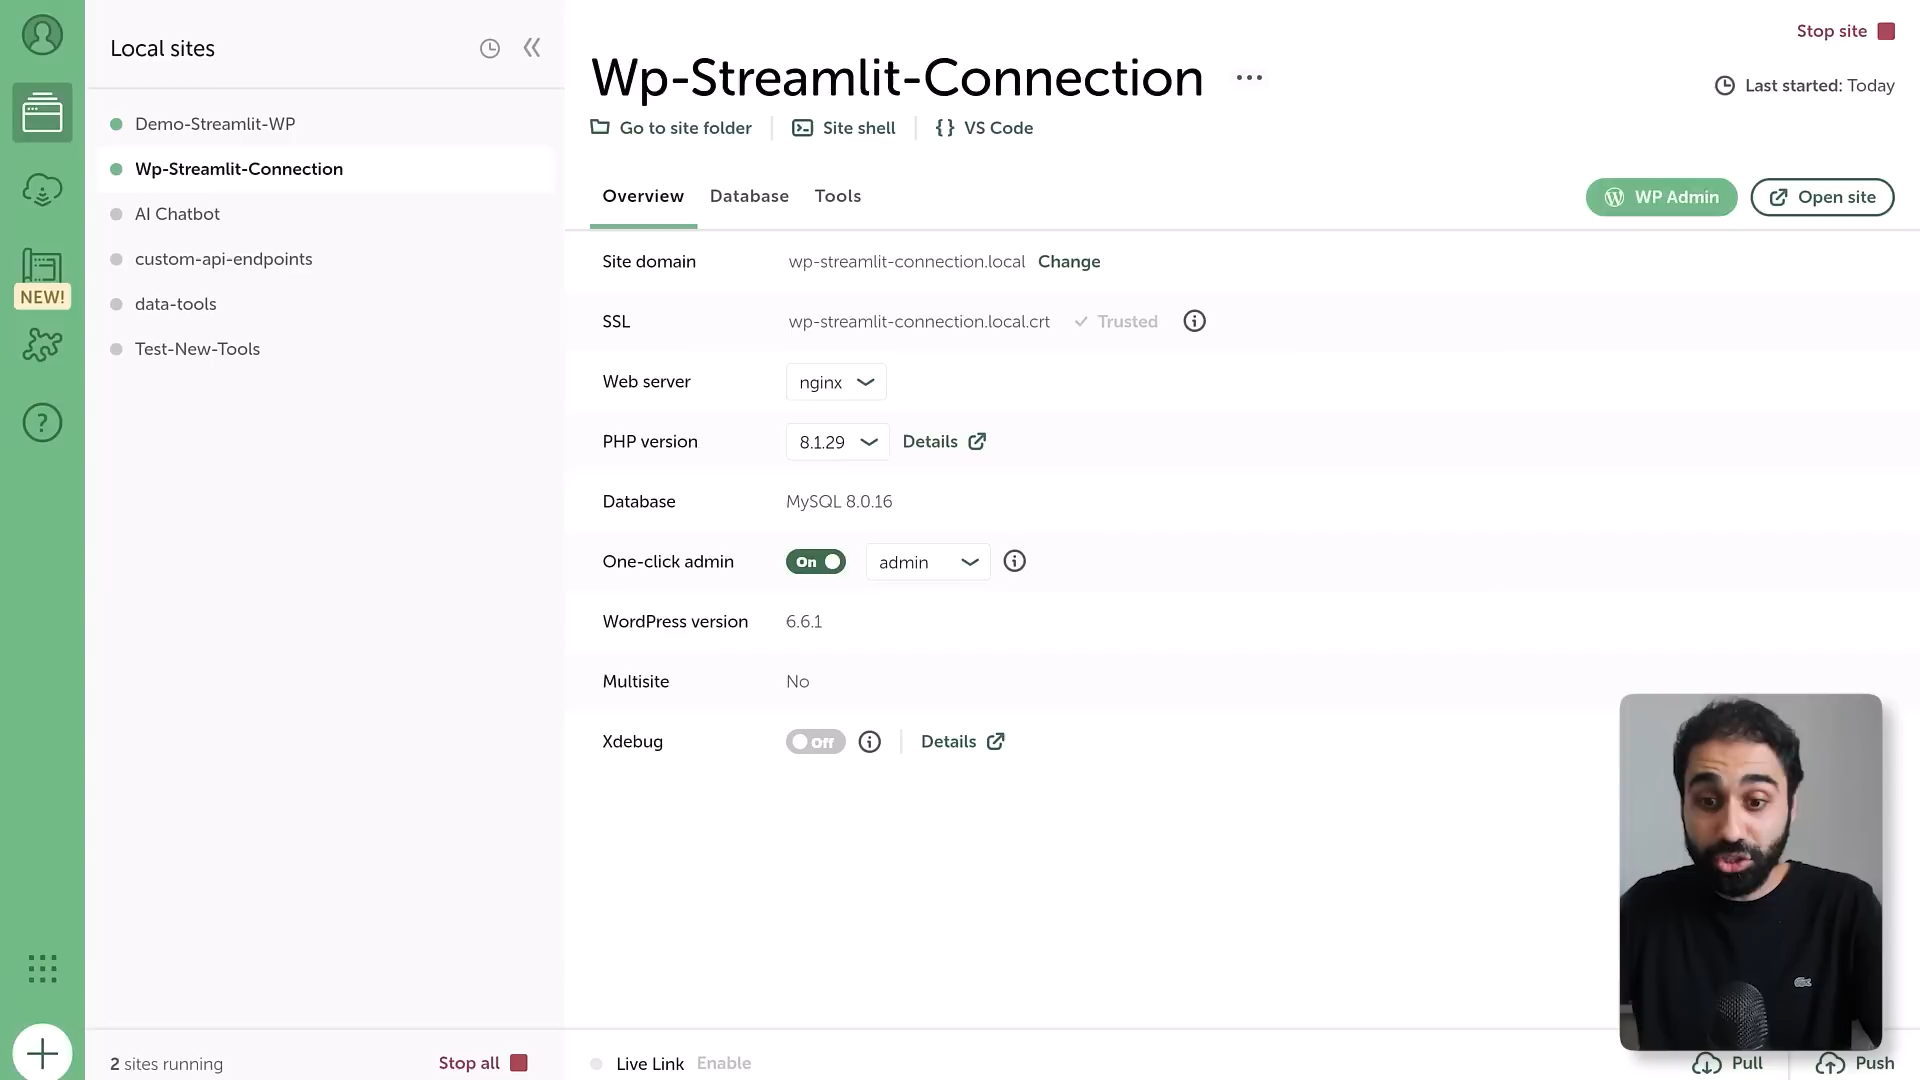 Local sites
Demo-Streamlit-WP
Wp-Streamlit-Connection
AI Chatbot
custom-api-endpoints
data-tools
Test-New-Tools
NEW!
?
2 sites running
Stop all
Stop site
Wp-Streamlit-Connection ...
Last started: Today
Go to site folder
Site shell
VS Code
Overview
Database
Tools
WP Admin
Open site
Site domain wp-streamlit-connection.local Change
SSL wp-streamlit-connection.local.crt Trusted
Web server nginx
PHP version 8.1.29 Details
Database MySQL 8.0.16
One-click admin On admin
WordPress version 6.6.1
Multisite No
Xdebug Off Details
Live Link Enable
Pull
Push